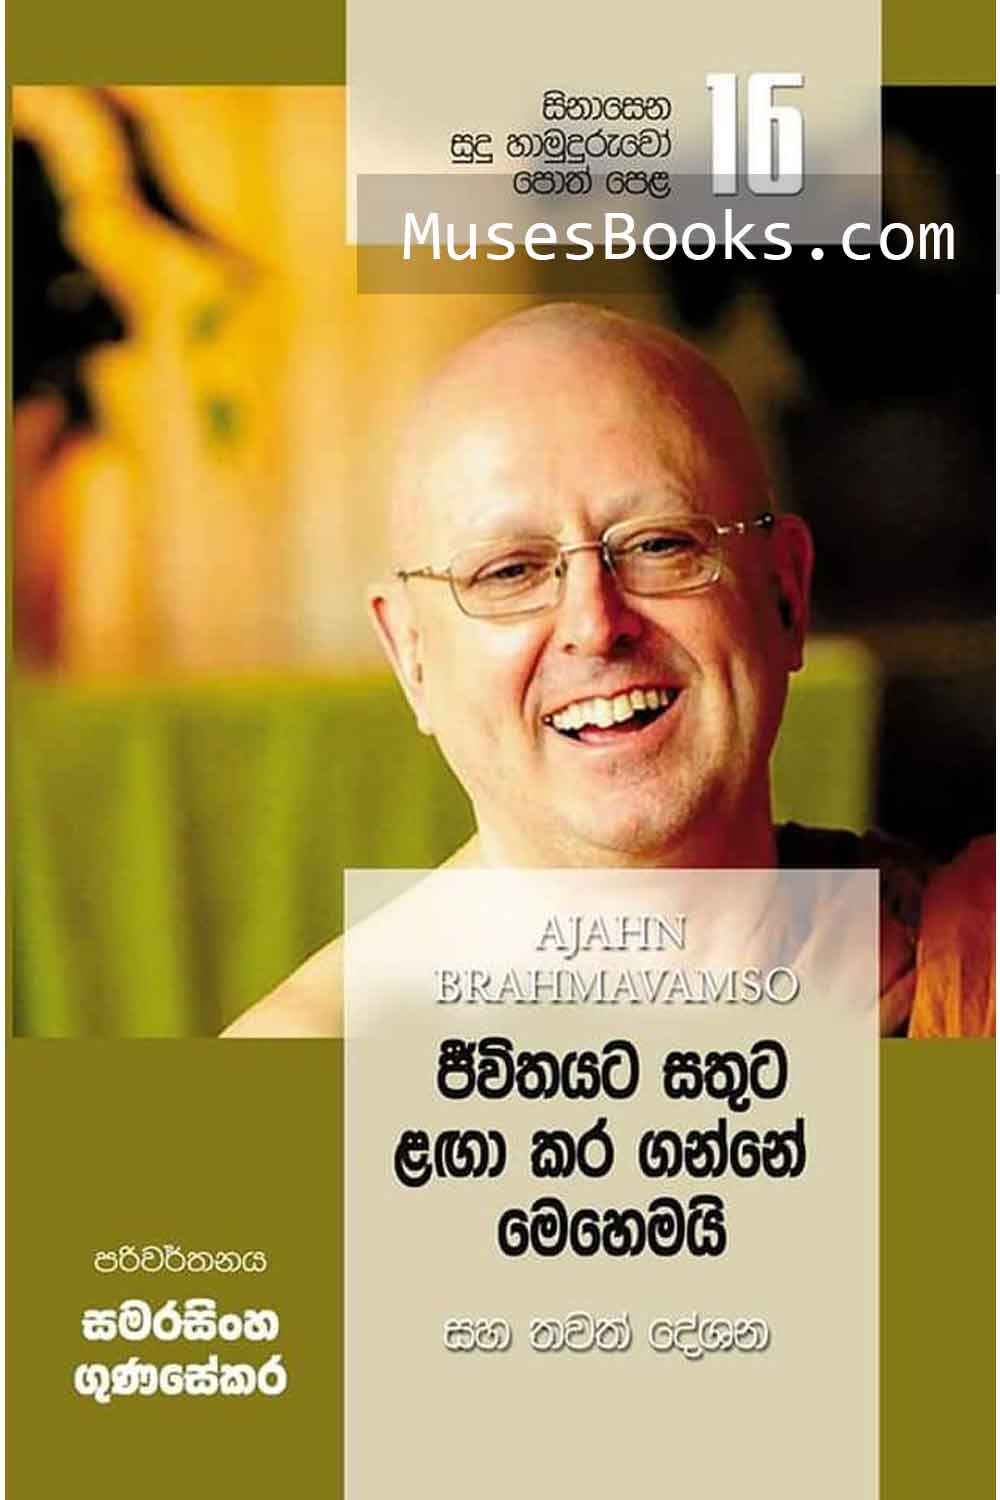 සිනාසෙන
සුදු හාමුදුරුවෝ
පොත් පෙළ
16
MusesBooks.com
AJAHN
BRAHMAVAMSO
ජීවිතයට සතුට
ළඟා කර ගන්නේ
මෙහෙමයි
සහ තවත් දේශන
පරිවර්තනය
සමරසිංහ
ගුණසේකර